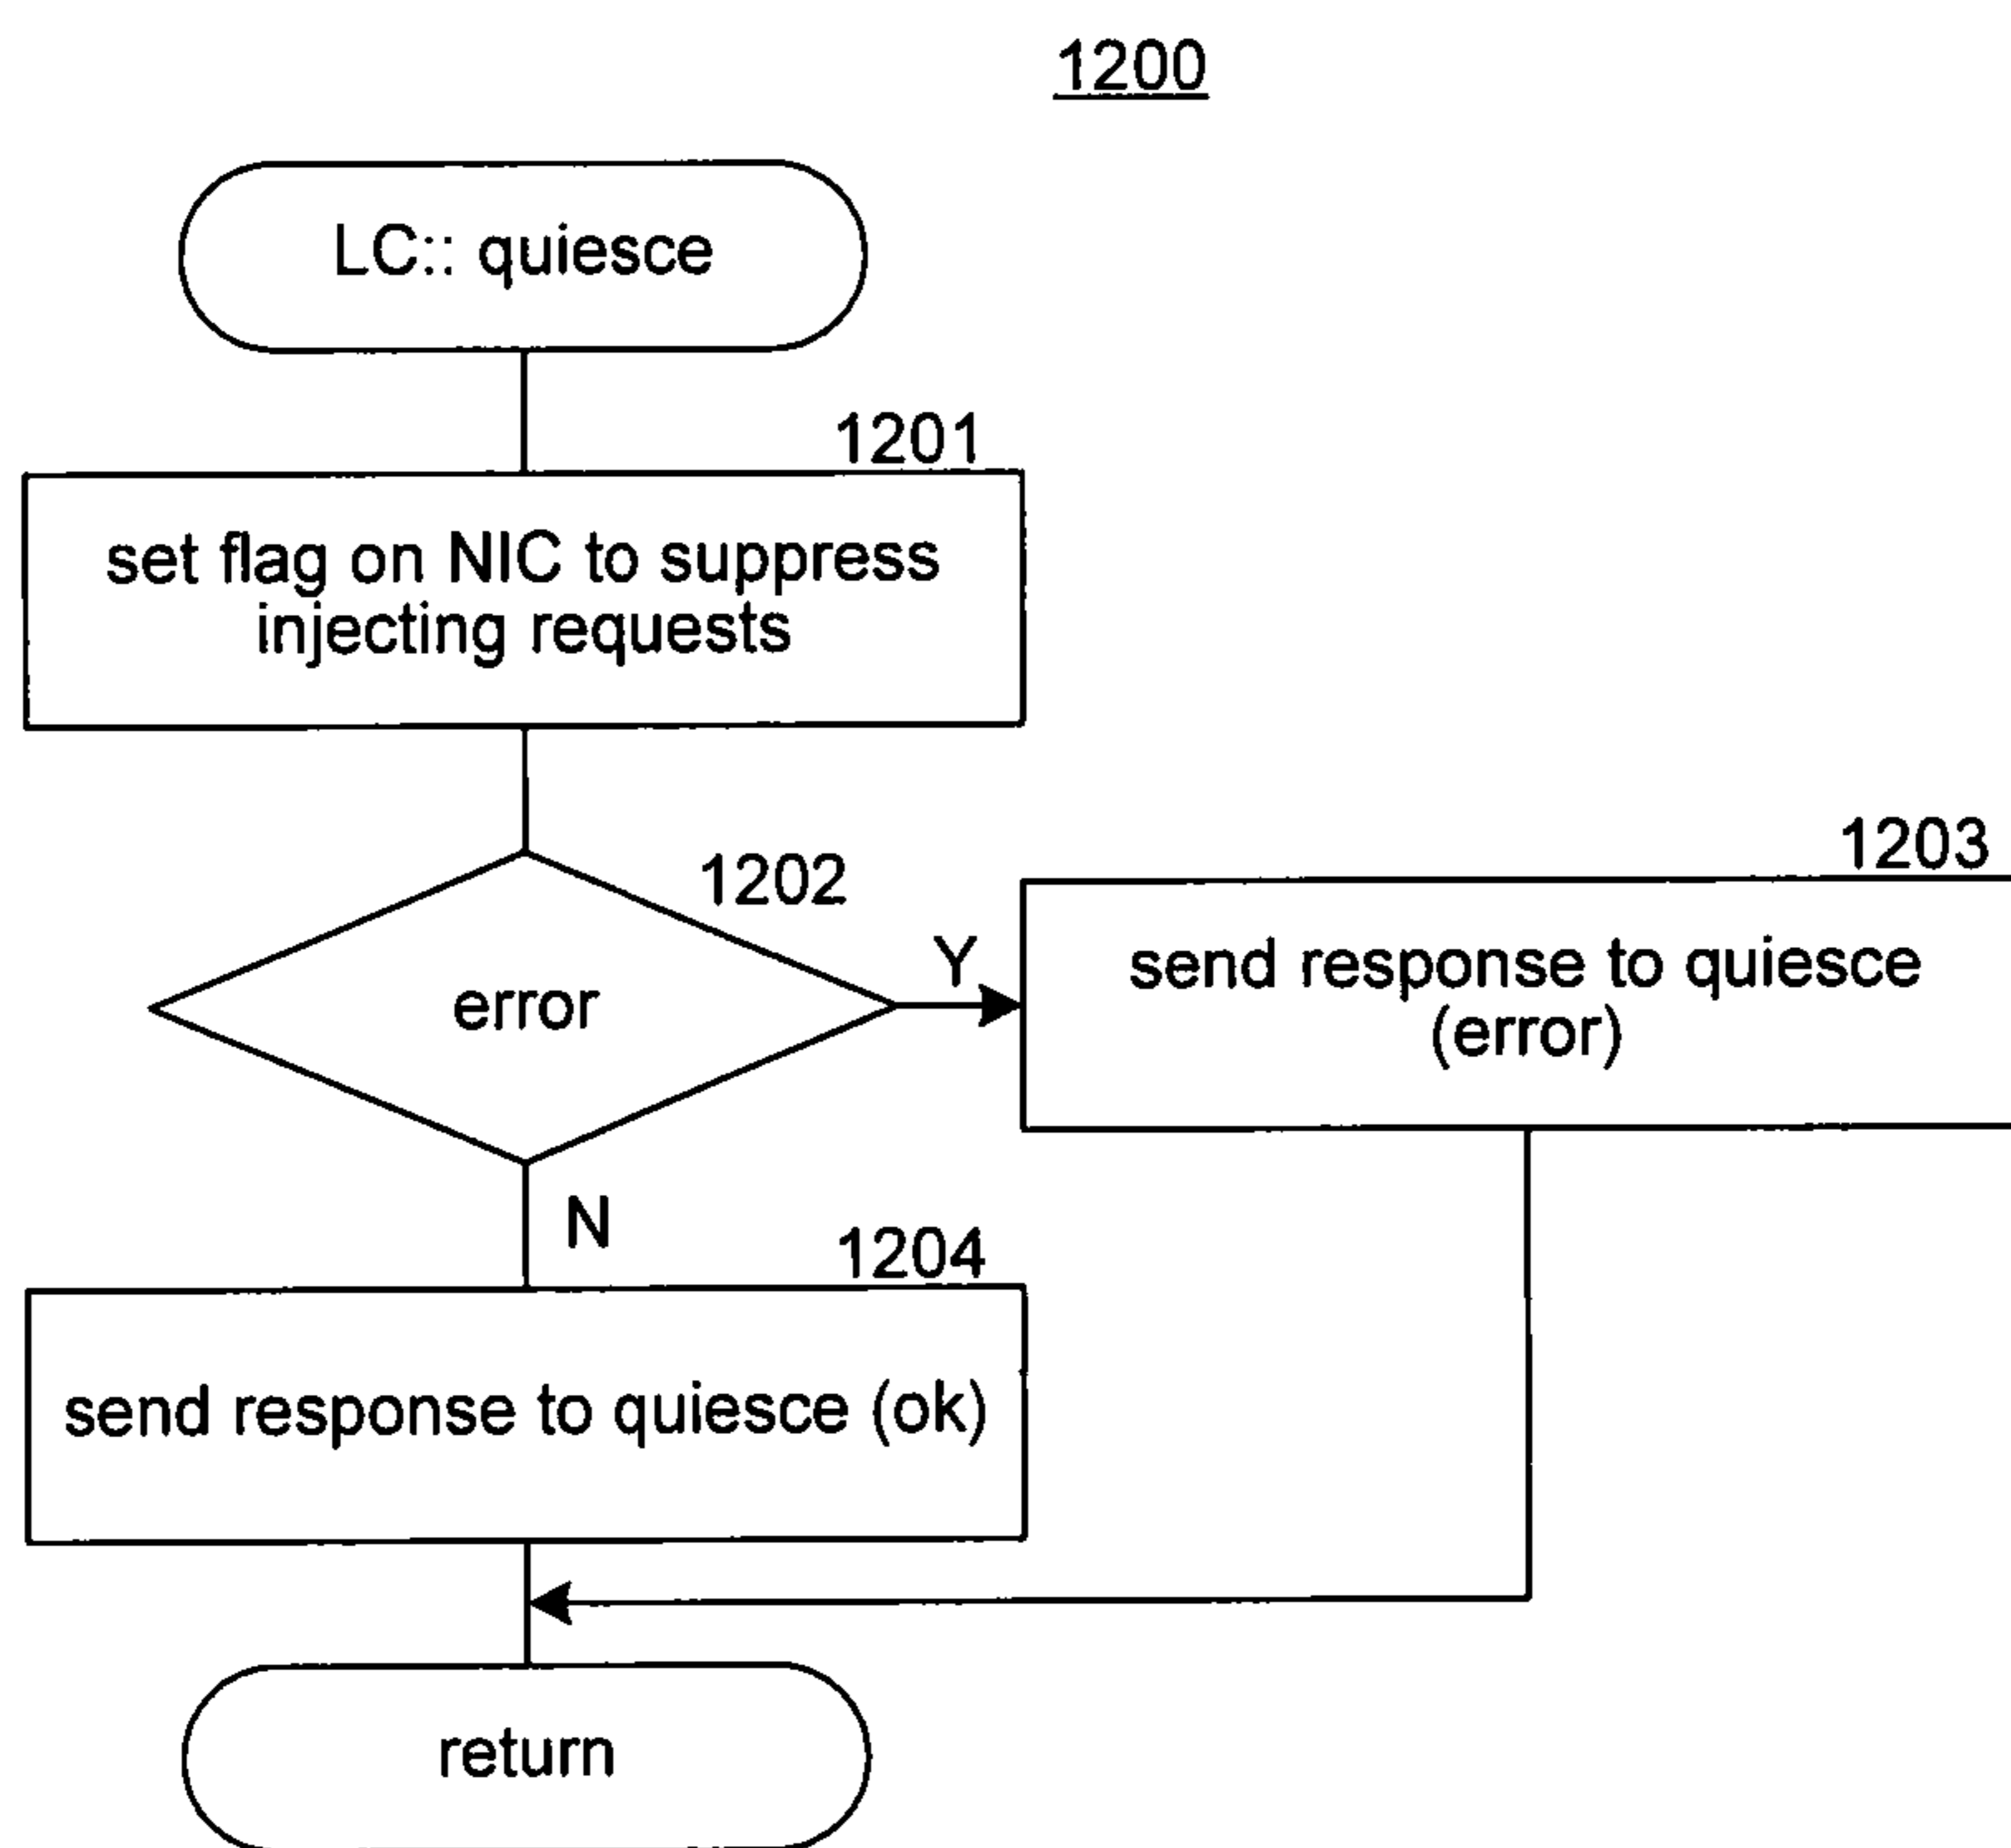 1200
LC:: quiesce
1201
set flag on NIC to suppress
injecting requests
1202
error
Y
1203
send response to quiesce
(error)
N
1204
send response to quiesce (ok)
return